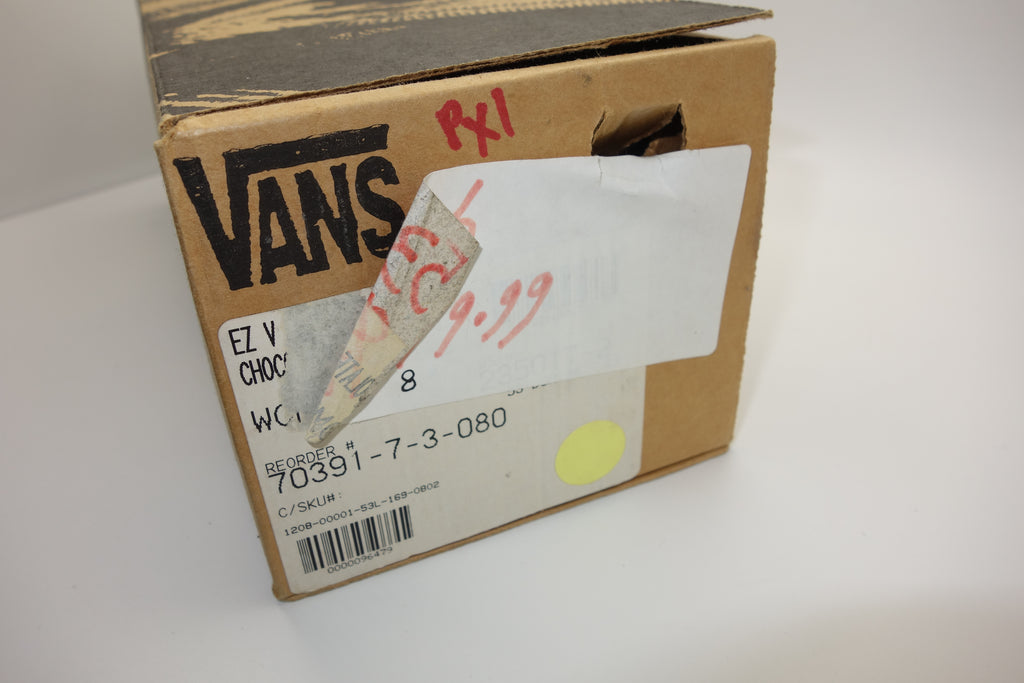 PX1
VANS
9.99
EZ V
CHOC
8
WO
REORDER #
70391-7-3-080
C/SKU#:
1208-00001-53L-169-0802
0000096479